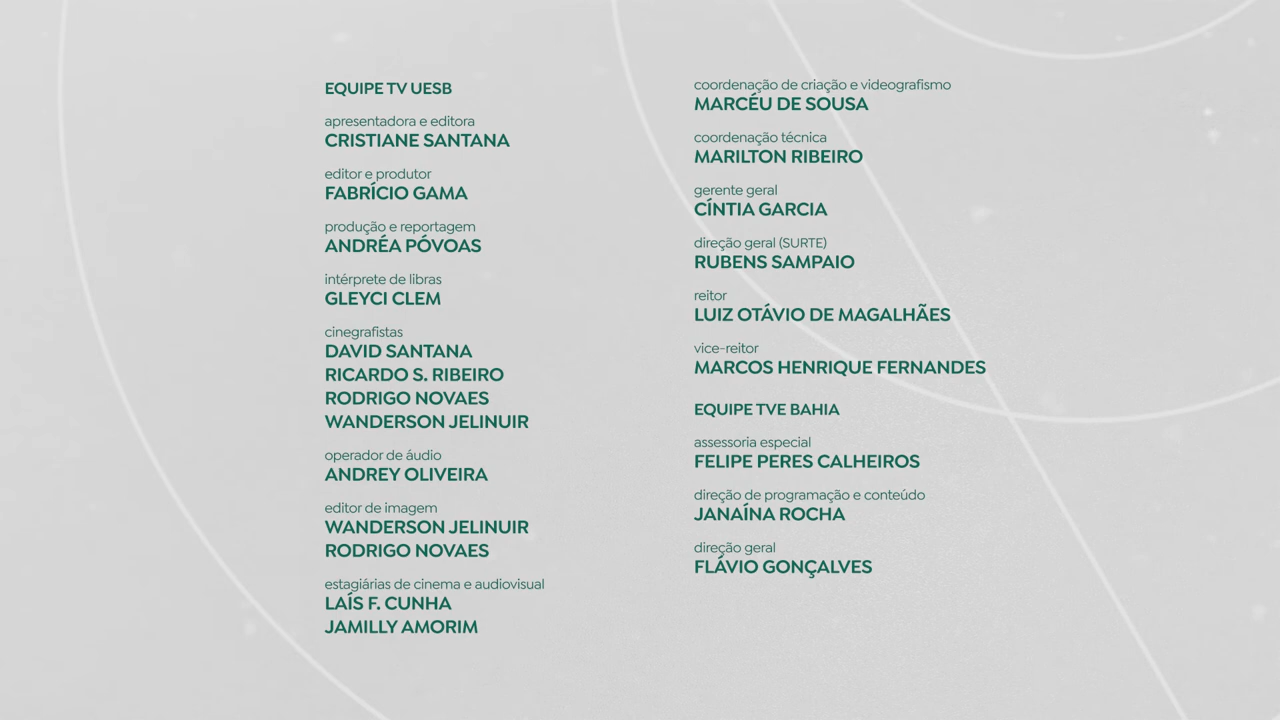 EQUIPE TV UESB
apresentadora e editora
CRISTIANE SANTANA
editor e produtor
FABRÍCIO GAMA
produção e reportagem
ANDRÉA PÓVOAS
intérprete de libras
GLEYCI CLEM
cinegrafistas
DAVID SANTANA
RICARDO S. RIBEIRO
RODRIGO NOVAES
WANDERSON JELINUIR
operador de áudio
ANDREY OLIVEIRA
editor de imagem
WANDERSON JELINUIR
RODRIGO NOVAES
estagiárias de cinema e audiovisual
LAÍS F. CUNHA
JAMILLY AMORIM
coordenação de criação e videografismo
MARCÉU DE SOUSA
coordenação técnica
MARILTON RIBEIRO
gerente geral
CÍNTIA GARCIA
direção geral (SURTE)
RUBENS SAMPAIO
reitor
LUIZ OTÁVIO DE MAGALHÃES
vice-reitor
MARCOS HENRIQUE FERNANDES
EQUIPE TVE BAHIA
assessoria especial
FELIPE PERES CALHEIROS
direção de programação e conteúdo
JANAÍNA ROCHA
direção geral
FLÁVIO GONÇALVES